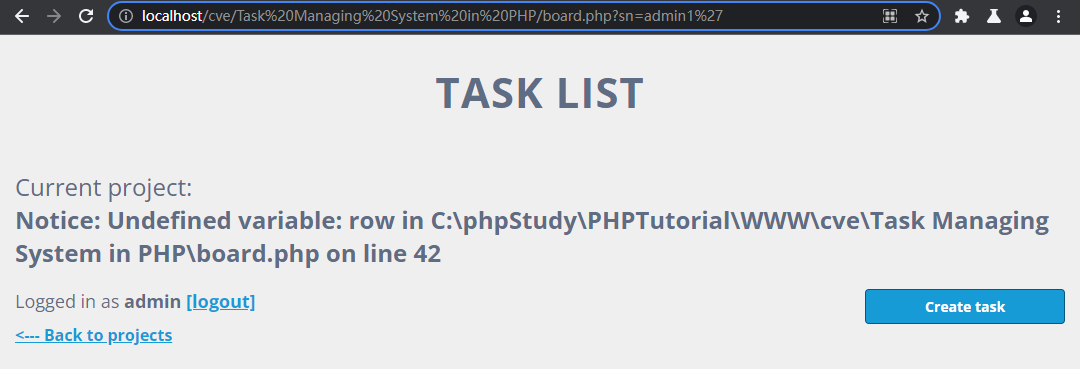 localhost/cve/Task%20Managing%20System%20in%20PHP/board.php?sn=admin1%27
TASK LIST
Current project:
Notice: Undefined variable: row in C:\phpStudy\PHPTutorial\WWW\cve\Task Managing
System in PHP\board.php on line 42
Logged in as admin [logout]
Create task
<--- Back to projects